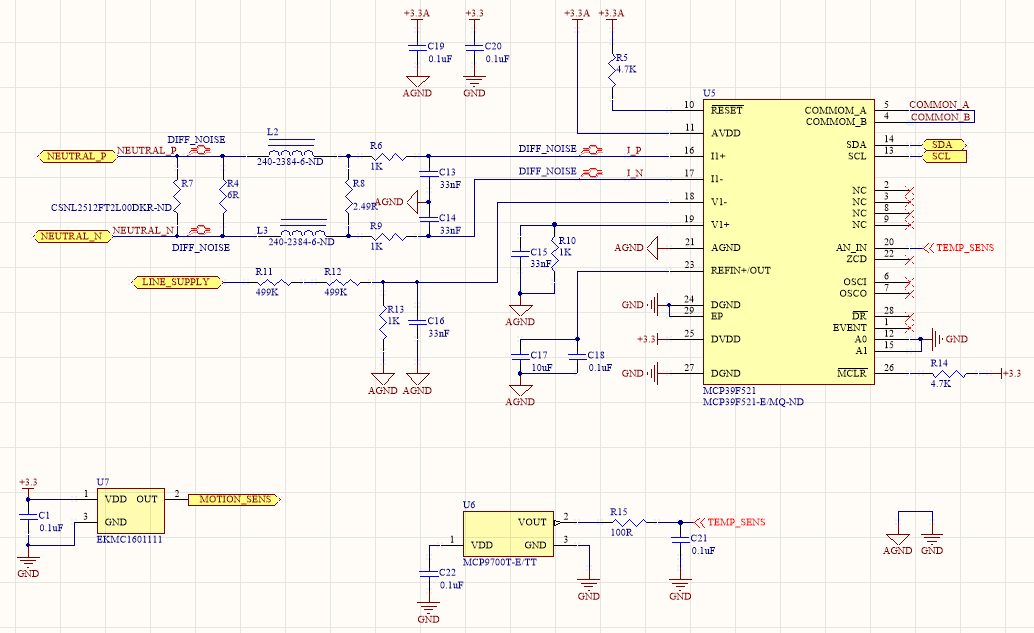 +3.3A +3.3 +3.3A +3.3A
C19
0.1uF
C20
0.1uF
AGND GND
R5
4.7K
U5
10 RESET COMMOM_A 5 COMMON_A
COMMOM_B 4 COMMON_B
11 AVDD
SDA 14 SDA
SCL 13 SCL
16 I1+
17 I1-
NC 2
NC 3
NC 8
NC 9
18 V1-
19 V1+
21 AGND AN_IN 20 TEMP_SENS
ZCD 22
23 REFIN+/OUT
OSCI 6
OSCO 7
24 DGND
29 EP
DR 28
EVENT 1
A0 12 GND
A1 15
25 DVDD
27 DGND MCLR 26
R14
4.7K
+3.3
MCP39F521
MCP39F521-E/MQ-ND
NEUTRAL_P NEUTRAL_P DIFF_NOISE
L2
240-2384-6-ND
R6
1K
DIFF_NOISE I_P
DIFF_NOISE I_N
R7
CSNL2512FT2L00DKR-ND
R4
6R
R8
2.49R
AGND
C13
33nF
C14
33nF
NEUTRAL_N NEUTRAL_N
DIFF_NOISE
L3
240-2384-6-ND
R9
1K
LINE_SUPPLY
R11
499K
R12
499K
R13
1K
C16
33nF
AGND AGND
C15
33nF
R10
1K
AGND
AGND
GND
+3.3
GND
C17
10uF
C18
0.1uF
AGND
+3.3
C1
0.1uF
GND
U7
1 VDD OUT 2 MOTION_SENS
3 GND
EKMC1601111
U6
VOUT 2
1 VDD GND 3
MCP9700T-E/TT
C22
0.1uF
GND
GND
R15
100R
TEMP_SENS
C21
0.1uF
GND
AGND GND